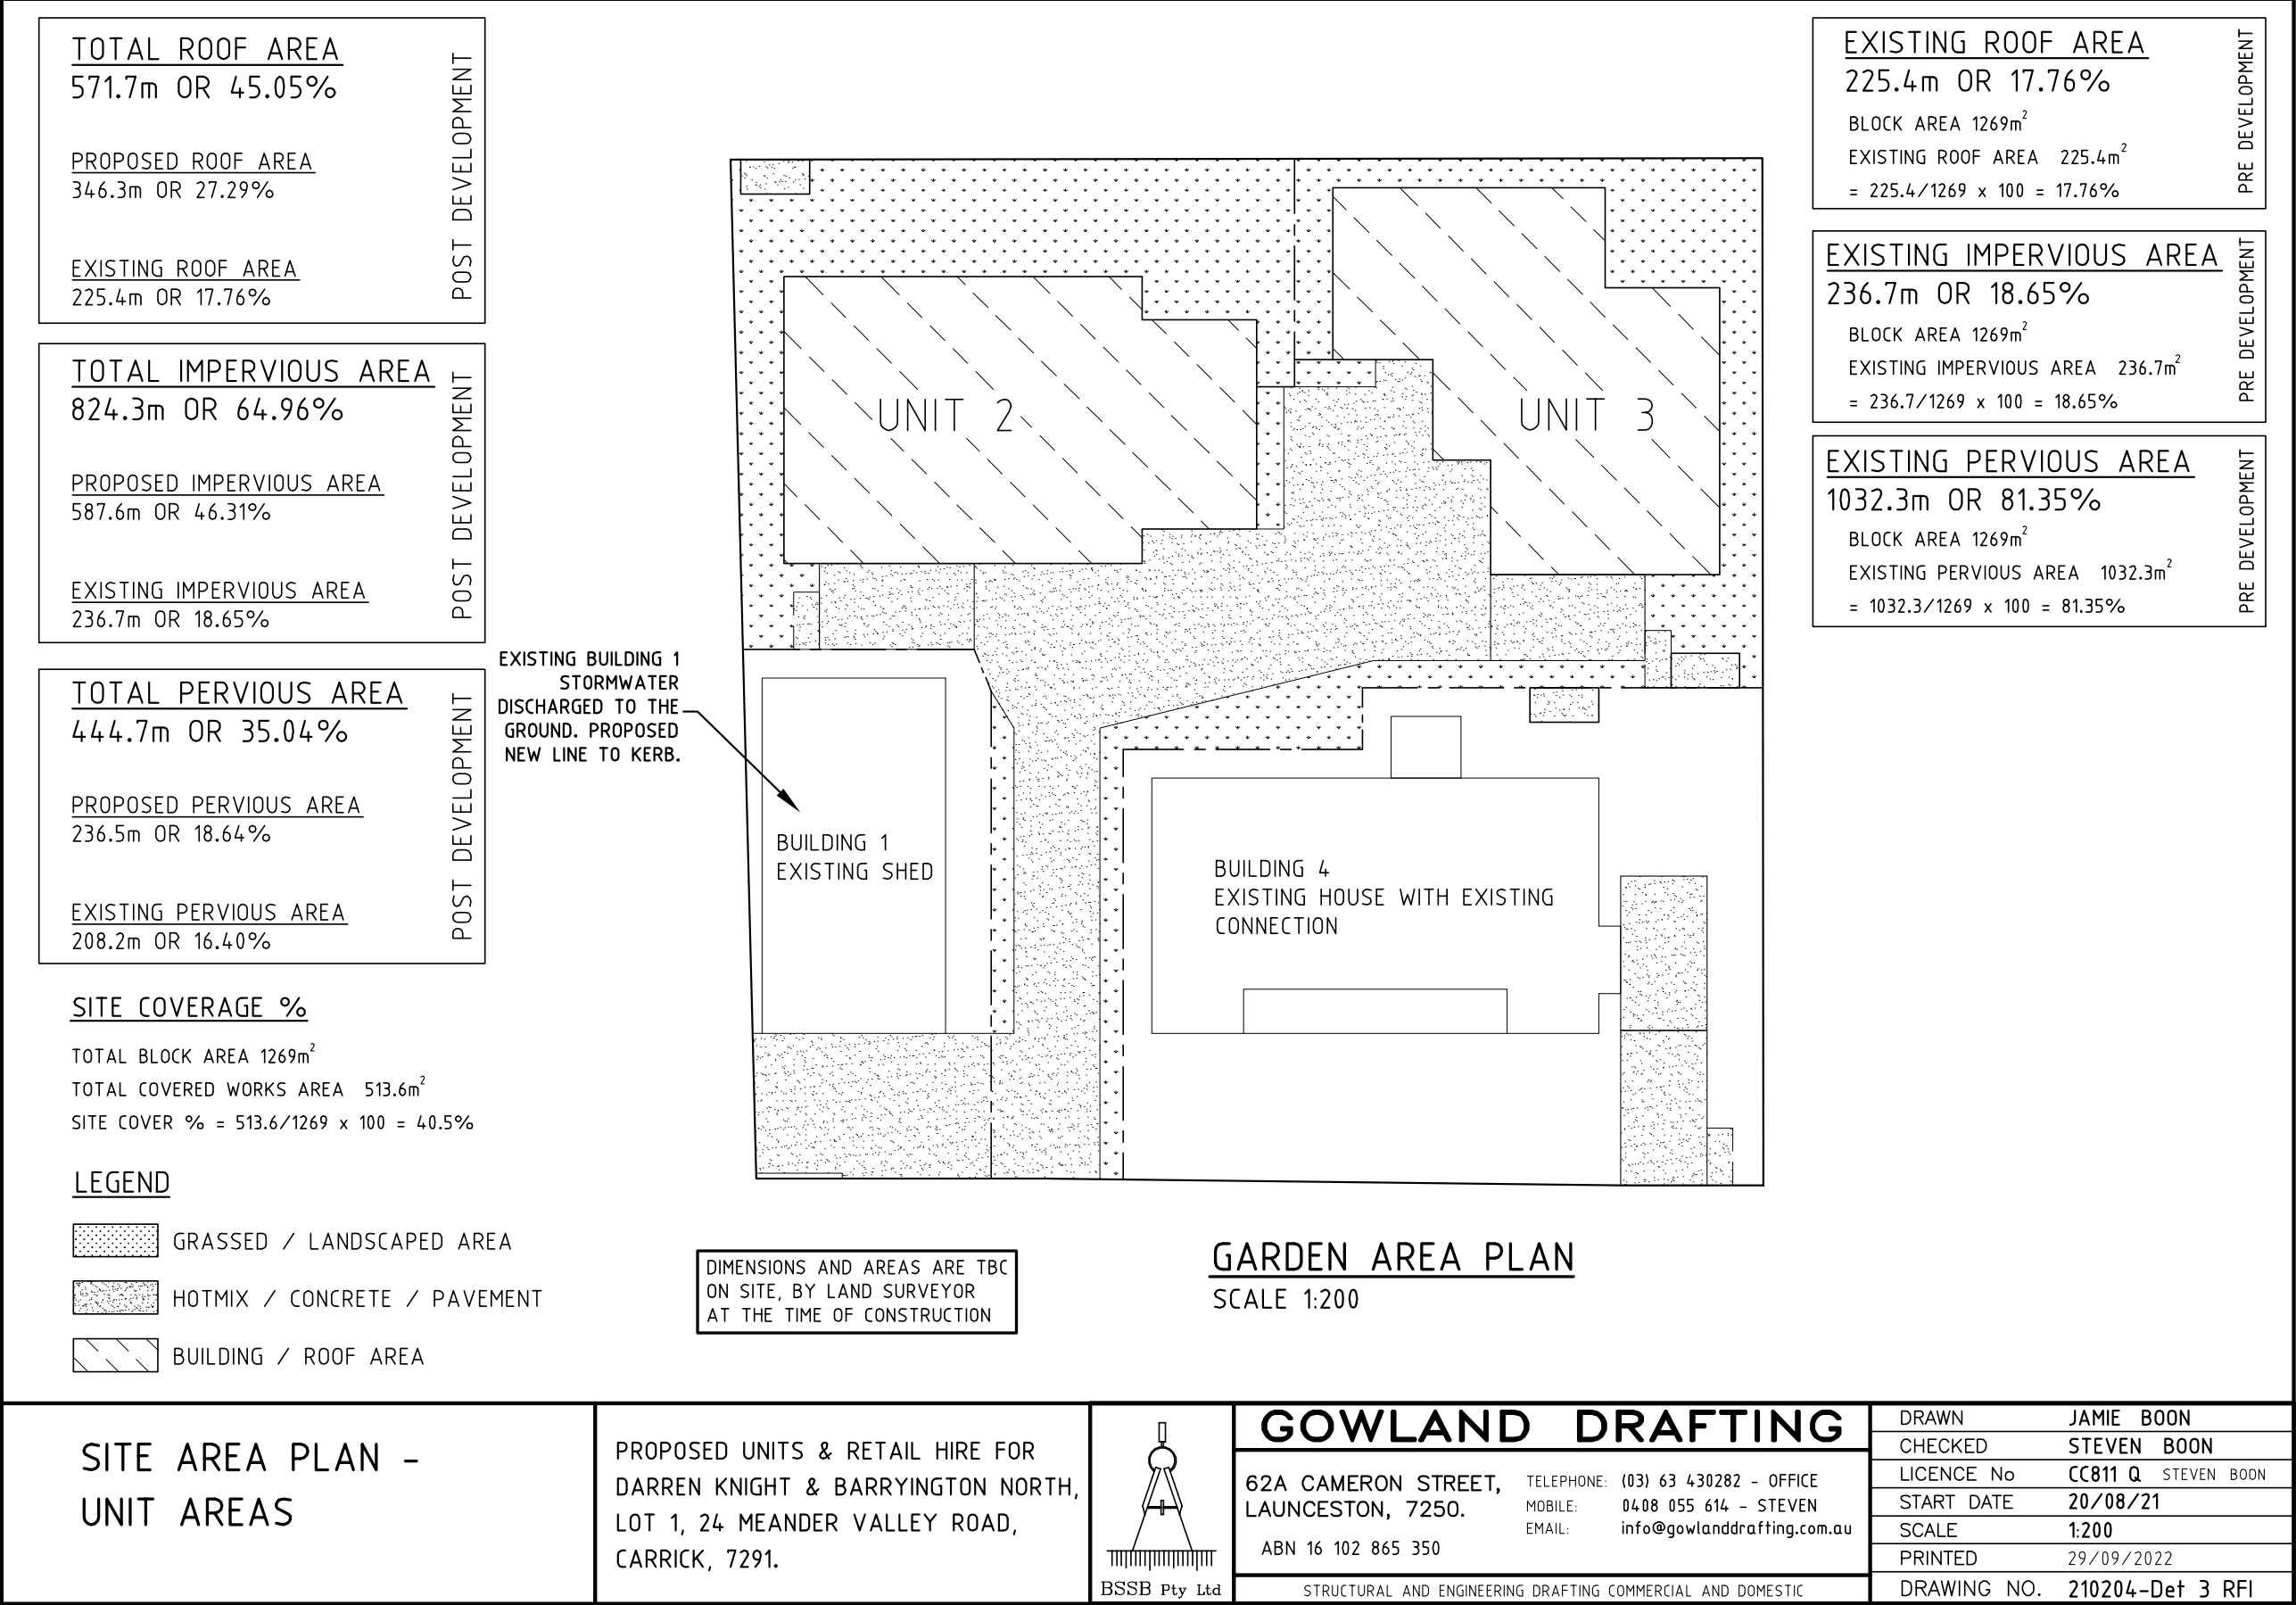 TOTAL ROOF AREA
571.7m OR 45.05%
PROPOSED ROOF AREA
346.3m OR 27.29%
EXISTING ROOF AREA
225.4m OR 17.76%
POST DEVELOPMENT
TOTAL IMPERVIOUS AREA
824.3m OR 64.96%
PROPOSED IMPERVIOUS AREA
587.6m OR 46.31%
EXISTING IMPERVIOUS AREA
236.7m OR 18.65%
POST DEVELOPMENT
TOTAL PERVIOUS AREA
444.7m OR 35.04%
PROPOSED PERVIOUS AREA
236.5m OR 18.64%
EXISTING PERVIOUS AREA
208.2m OR 16.40%
POST DEVELOPMENT
SITE COVERAGE %
TOTAL BLOCK AREA 1269m²
TOTAL COVERED WORKS AREA 513.6m²
SITE COVER % = 513.6/1269 x 100 = 40.5%
LEGEND
GRASSED / LANDSCAPED AREA
HOTMIX / CONCRETE / PAVEMENT
BUILDING / ROOF AREA
UNIT 2
UNIT 3
EXISTING BUILDING 1
STORMWATER
DISCHARGED TO THE
GROUND. PROPOSED
NEW LINE TO KERB.
BUILDING 1
EXISTING SHED
BUILDING 4
EXISTING HOUSE WITH EXISTING
CONNECTION
DIMENSIONS AND AREAS ARE TBC
ON SITE, BY LAND SURVEYOR
AT THE TIME OF CONSTRUCTION
GARDEN AREA PLAN
SCALE 1:200
EXISTING ROOF AREA
225.4m OR 17.76%
BLOCK AREA 1269m²
EXISTING ROOF AREA 225.4m²
= 225.4/1269 x 100 = 17.76%
PRE DEVELOPMENT
EXISTING IMPERVIOUS AREA
236.7m OR 18.65%
BLOCK AREA 1269m²
EXISTING IMPERVIOUS AREA 236.7m²
= 236.7/1269 x 100 = 18.65%
PRE DEVELOPMENT
EXISTING PERVIOUS AREA
1032.3m OR 81.35%
BLOCK AREA 1269m²
EXISTING PERVIOUS AREA 1032.3m²
= 1032.3/1269 x 100 = 81.35%
PRE DEVELOPMENT
SITE AREA PLAN -
UNIT AREAS
PROPOSED UNITS & RETAIL HIRE FOR
DARREN KNIGHT & BARRYINGTON NORTH,
LOT 1, 24 MEANDER VALLEY ROAD,
CARRICK, 7291.
BSSB Pty Ltd
GOWLAND DRAFTING
62A CAMERON STREET,
LAUNCESTON, 7250.
ABN 16 102 865 350
TELEPHONE: (03) 63 430282 - OFFICE
MOBILE: 0408 055 614 - STEVEN
EMAIL: info@gowlanddrafting.com.au
STRUCTURAL AND ENGINEERING DRAFTING COMMERCIAL AND DOMESTIC
DRAWN JAMIE BOON
CHECKED STEVEN BOON
LICENCE No CC811 Q STEVEN BOON
START DATE 20/08/21
SCALE 1:200
PRINTED 29/09/2022
DRAWING NO. 210204-Det 3 RFI